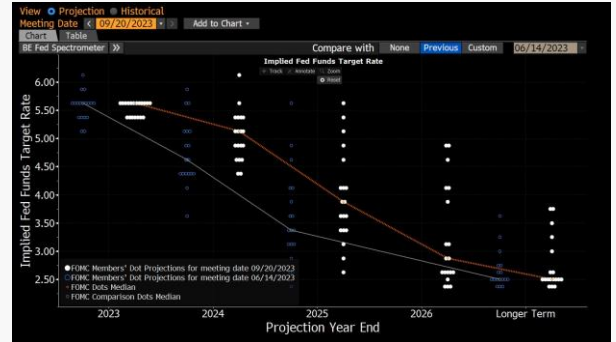 View Projection Historical
Meeting Date < 09/20/2023 > Add to Chart
Chart Table
BE Fed Spectrometer » Compare with None Previous Custom 06/14/2023
Implied Fed Funds Target Rate
Track Annotate Zoom
Reset
Implied Fed Funds Target Rate
6.00
5.50
5.00
4.50
4.00
3.50
3.00
2.50
FOMC Members' Dot Projections for meeting date 09/20/2023
FOMC Members' Dot Projections for meeting date 06/14/2023
FOMC Dots Median
FOMC Comparison Dots Median
2023 2024 2025 2026 Longer Term
Projection Year End